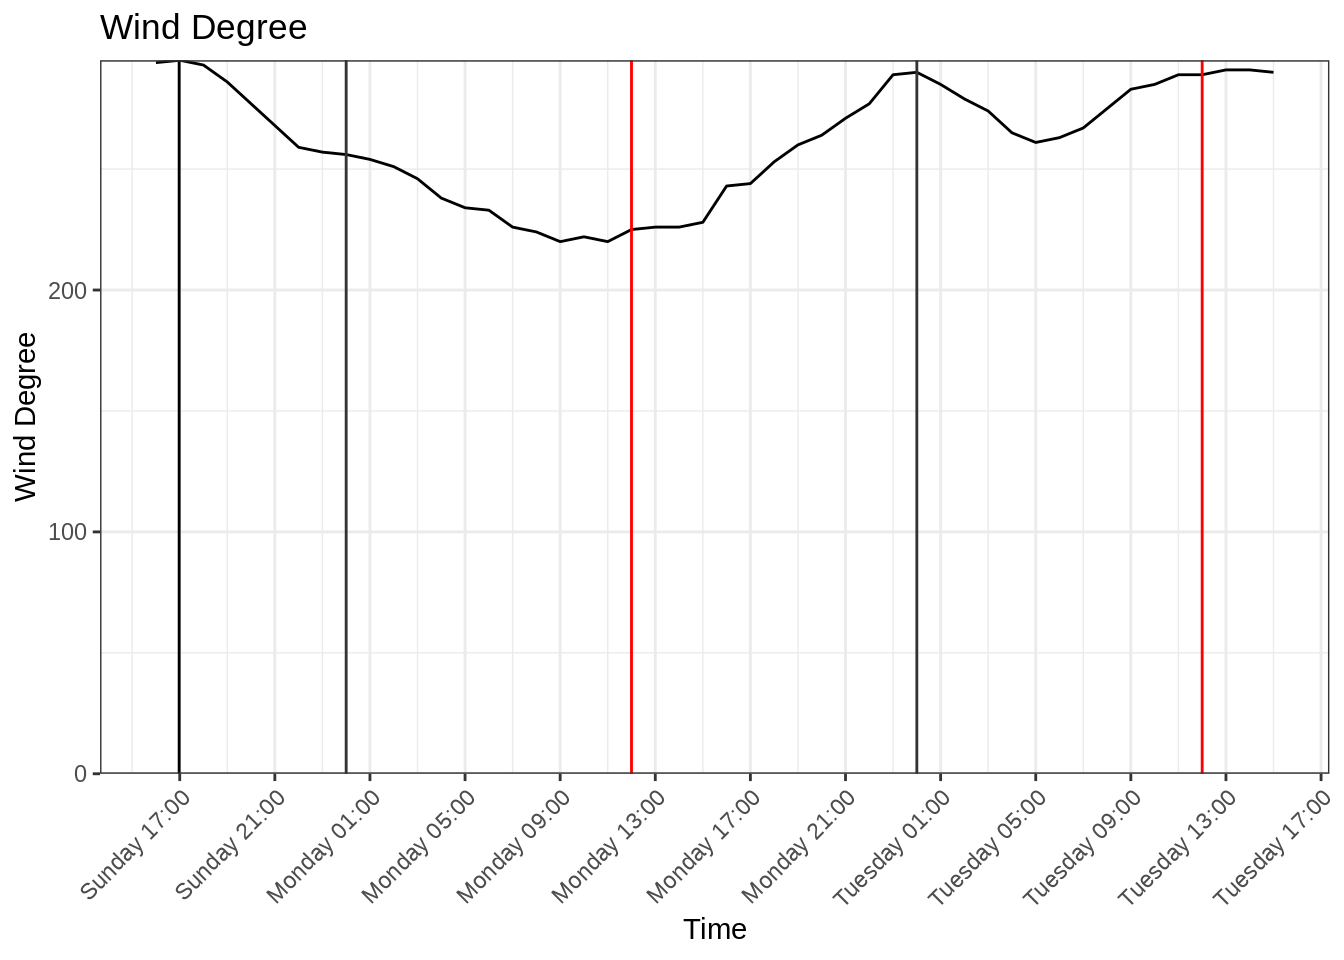 Wind Degree
Wind Degree
200
100
0
Sunday 17:00
Sunday 21:00
Monday 01:00
Monday 05:00
Monday 09:00
Monday 13:00
Monday 17:00
Monday 21:00
Tuesday 01:00
Tuesday 05:00
Tuesday 09:00
Tuesday 13:00
Tuesday 17:00
Time